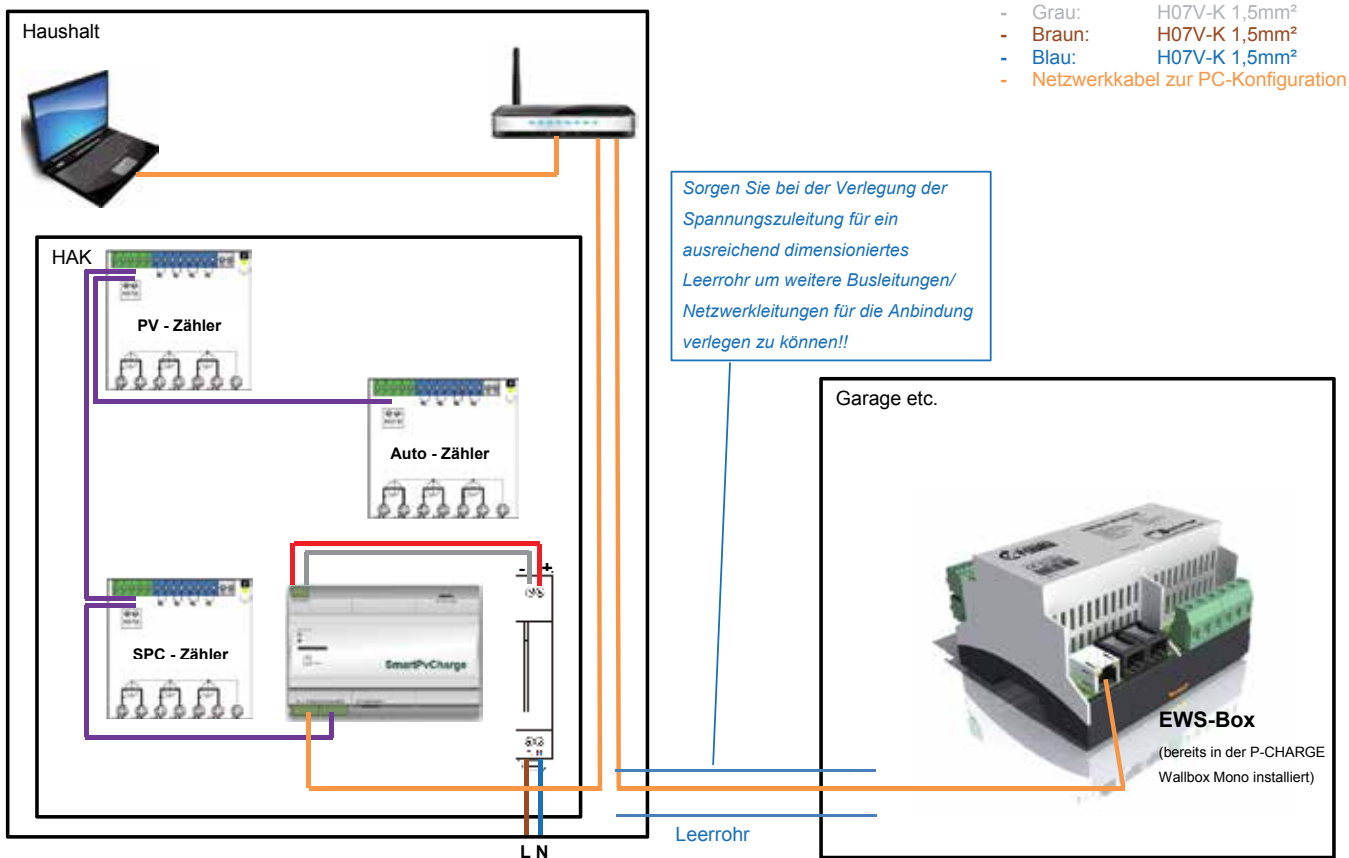 - Grau: H07V-K 1,5mm²
- Braun: H07V-K 1,5mm²
- Blau: H07V-K 1,5mm²
- Netzwerkkabel zur PC-Konfiguration
Haushalt
Sorgen Sie bei der Verlegung der
Spannungszuleitung für ein
ausreichend dimensioniertes
Leerrohr um weitere Busleitungen/
Netzwerkleitungen für die Anbindung
verlegen zu können!!
HAK
PV - Zähler
Auto - Zähler
Garage etc.
- +
SPC - Zähler
SmartPvCharge
EWS-Box
(bereits in der P-CHARGE
Wallbox Mono installiert)
Leerrohr
L N